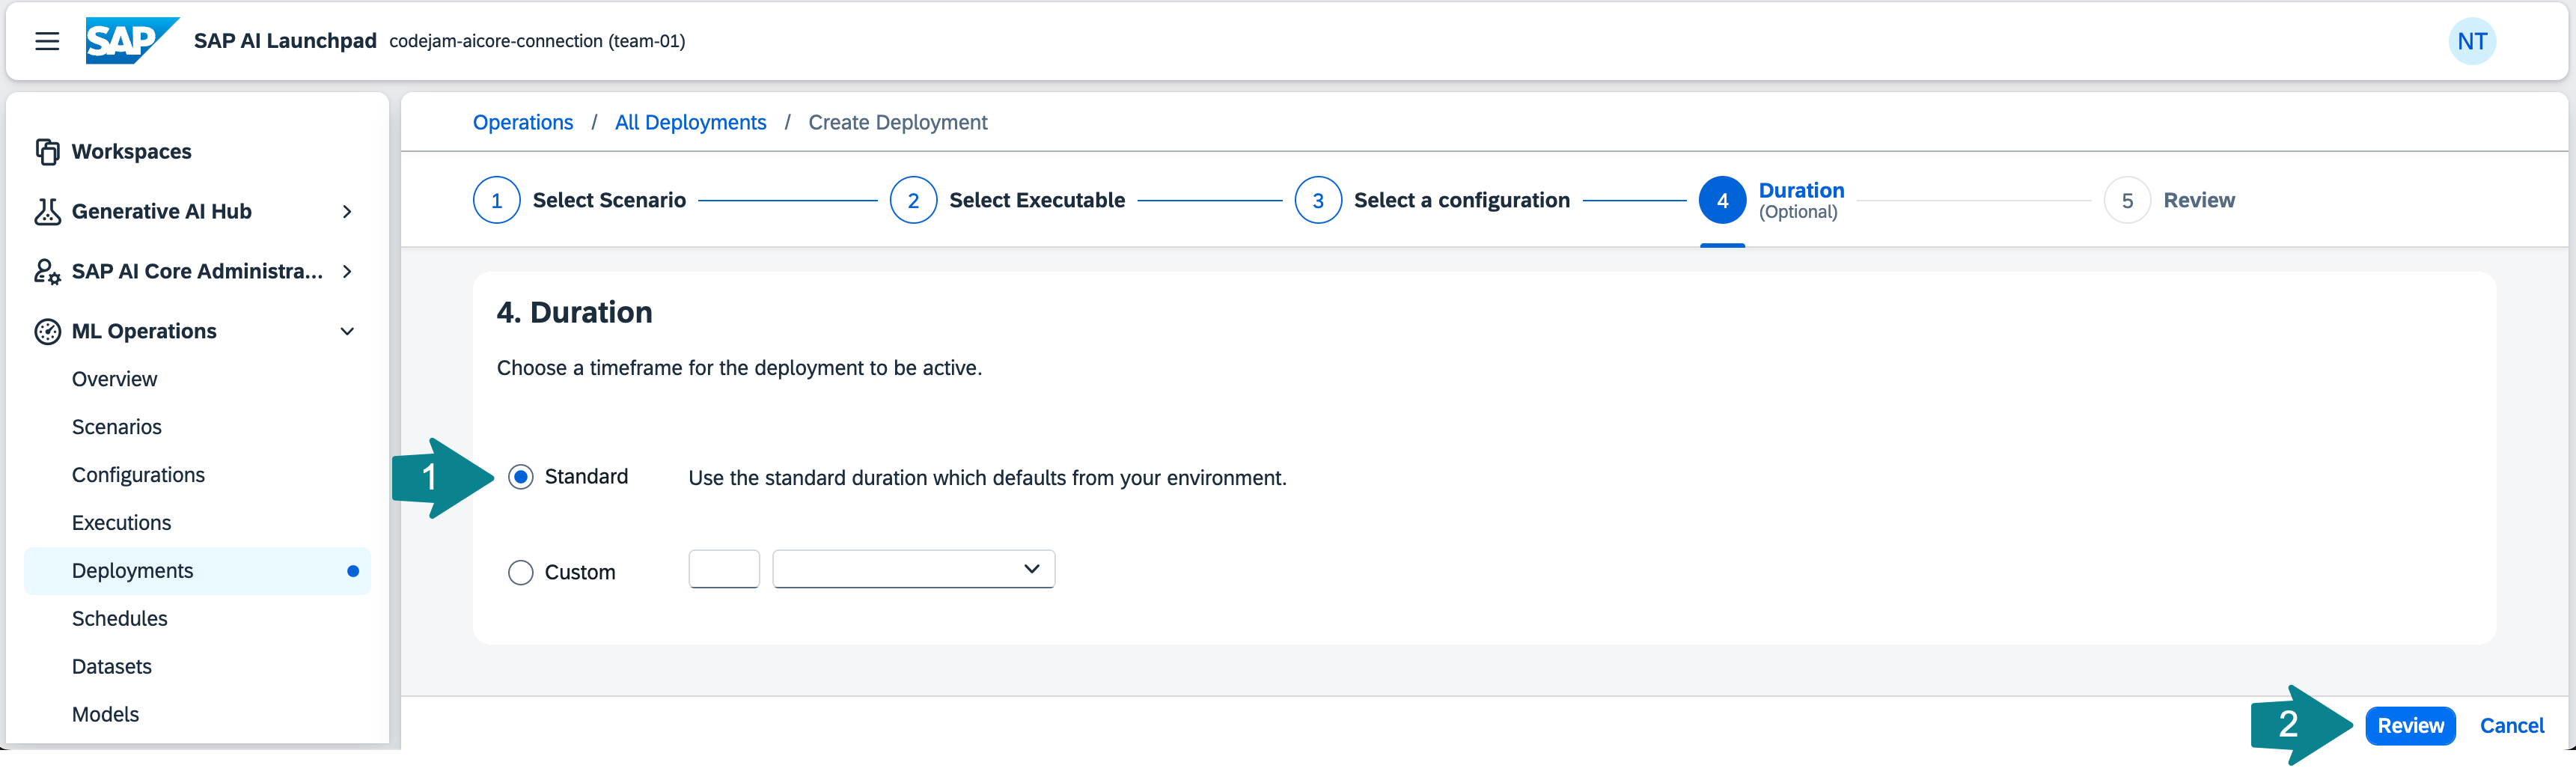 SAP SAP AI Launchpad codejam-aicore-connection (team-01) NT
Workspaces
Generative AI Hub
SAP AI Core Administra...
ML Operations
Overview
Scenarios
Configurations
Executions
Deployments
Schedules
Datasets
Models
Operations / All Deployments / Create Deployment
1 Select Scenario 2 Select Executable 3 Select a configuration 4 Duration (Optional) 5 Review
4. Duration
Choose a timeframe for the deployment to be active.
1 Standard Use the standard duration which defaults from your environment.
Custom
2 Review Cancel